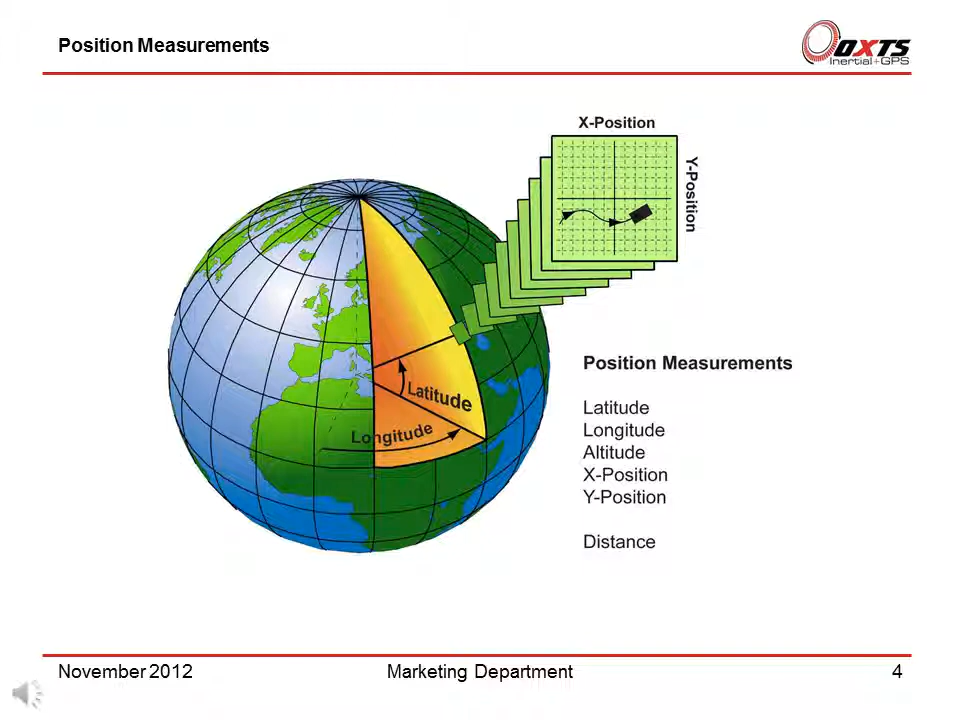 Position Measurements
OXTS
Inertial+GPS
X-Position
Y-Position
Latitude
Longitude
Position Measurements
Latitude
Longitude
Altitude
X-Position
Y-Position
Distance
November 2012
Marketing Department
4